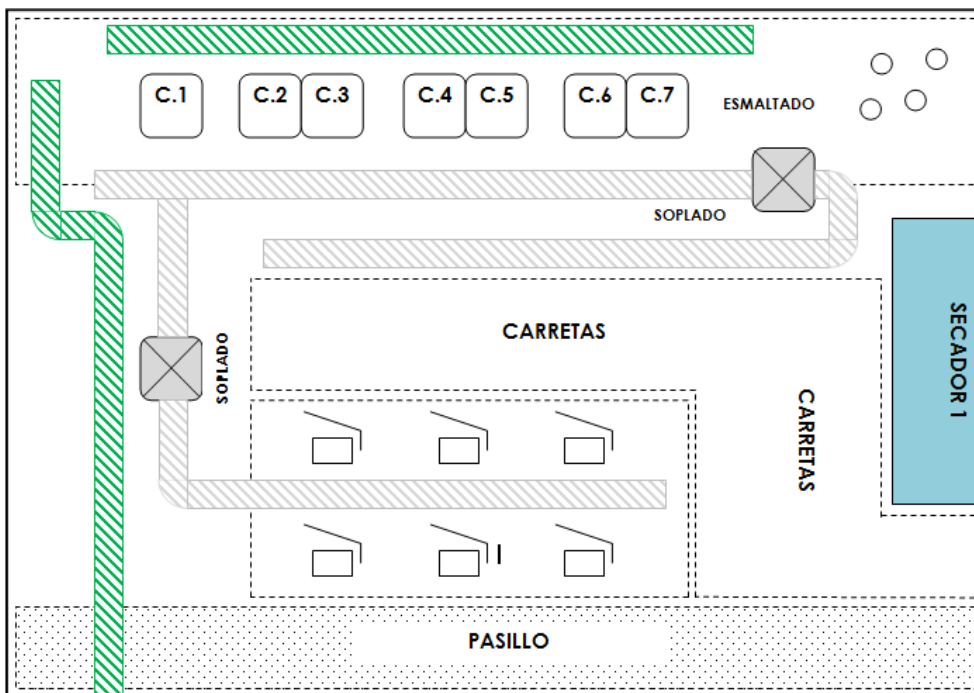 C.1
C.2
C.3
C.4
C.5
C.6
C.7
ESMALTADO
SOPLADO
CARRETAS
SOPLADO
CARRETAS
SECADOR 1
PASILLO